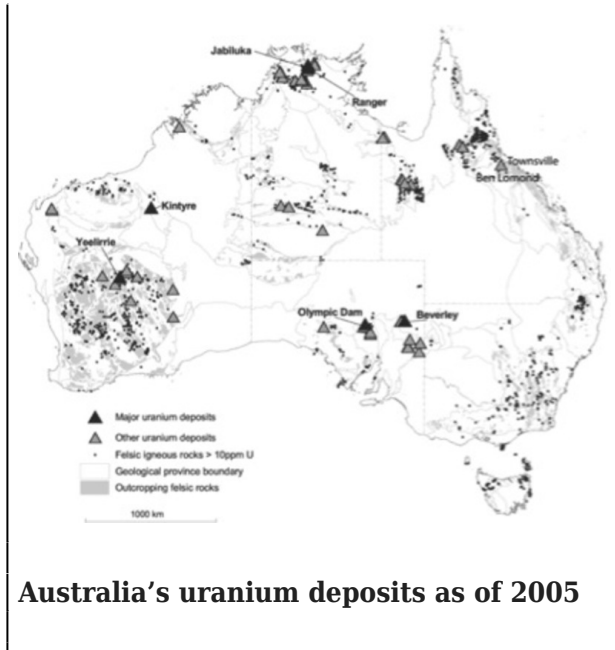 Jabiluka
Ranger
Townsville
Ben Lomond
Kintyre
Yeelirrie
Olympic Dam
Beverley
Major uranium deposits
Other uranium deposits
Felsic igneous rocks > 10ppm U
Geological province boundary
Outcropping felsic rocks
1000 km
Australia’s uranium deposits as of 2005